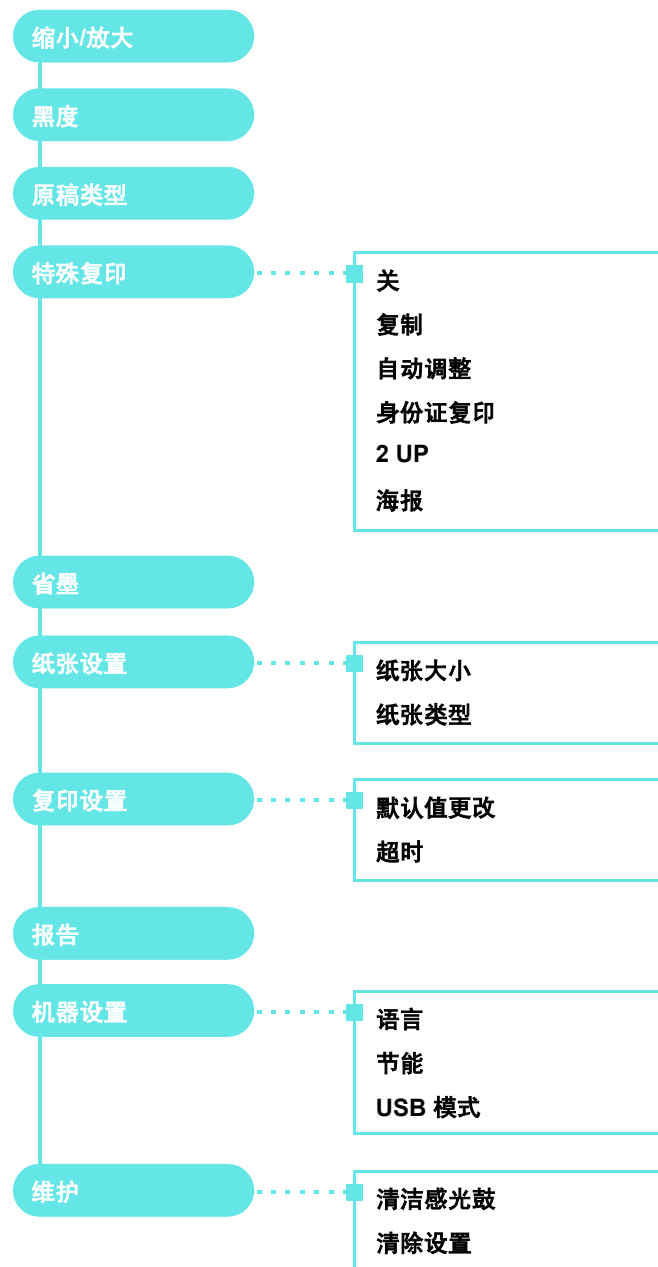 缩小/放大
黑度
原稿类型
特殊复印
关
复制
自动调整
身份证复印
2 UP
海报
省墨
纸张设置
纸张大小
纸张类型
复印设置
默认值更改
超时
报告
机器设置
语言
节能
USB 模式
维护
清洁感光鼓
清除设置